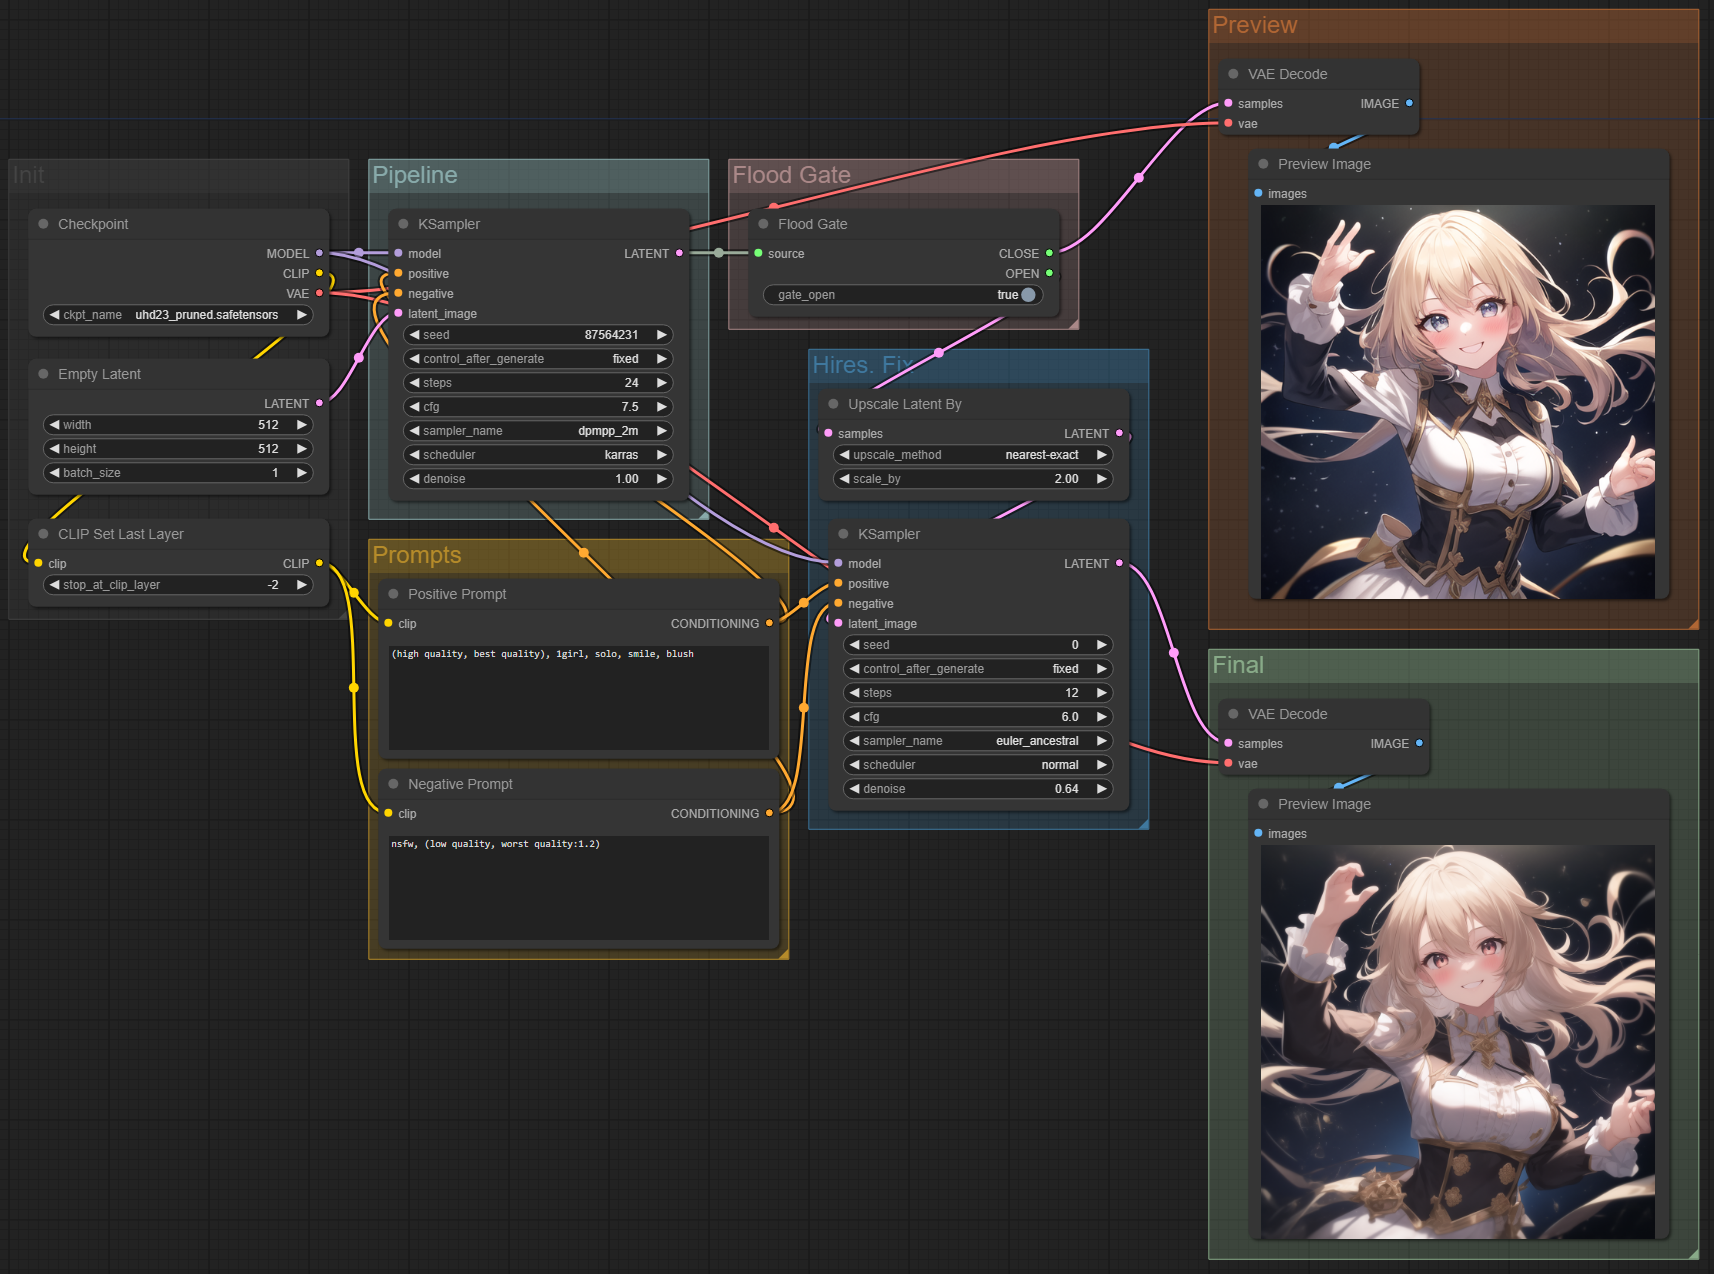 Init
Checkpoint
MODEL
CLIP
VAE
ckpt_name uhd23_pruned.safetensors
Empty Latent
LATENT
width 512
height 512
batch_size 1
CLIP Set Last Layer
clip CLIP
stop_at_clip_layer -2
Pipeline
KSampler
model LATENT
positive
negative
latent_image
seed 87564231
control_after_generate fixed
steps 24
cfg 7.5
sampler_name dpmpp_2m
scheduler karras
denoise 1.00
Prompts
Positive Prompt
clip CONDITIONING
(high quality, best quality), 1girl, solo, smile, blush
Negative Prompt
clip CONDITIONING
nsfw, (low quality, worst quality:1.2)
Flood Gate
Flood Gate
source CLOSE
OPEN
gate_open true
Hires. Fix
Upscale Latent By
samples LATENT
upscale_method nearest-exact
scale_by 2.00
KSampler
model LATENT
positive
negative
latent_image
seed 0
control_after_generate fixed
steps 12
cfg 6.0
sampler_name euler_ancestral
scheduler normal
denoise 0.64
Preview
VAE Decode
samples IMAGE
vae
Preview Image
images
Final
VAE Decode
samples IMAGE
vae
Preview Image
images